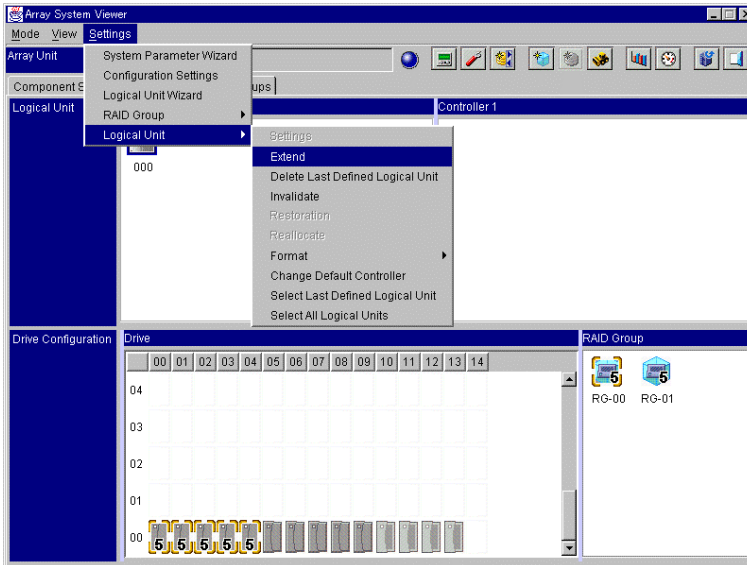 Array System Viewer
Mode View Settings
Array Unit
System Parameter Wizard
Configuration Settings
Logical Unit Wizard
RAID Group
Logical Unit
Component S
ups
Logical Unit
Controller 1
000
Settings
Extend
Delete Last Defined Logical Unit
Invalidate
Restoration
Reallocate
Format
Change Default Controller
Select Last Defined Logical Unit
Select All Logical Units
Drive Configuration
Drive
RAID Group
00 01 02 03 04 05 06 07 08 09 10 11 12 13 14
04
03
02
01
00
5 5 5 5 5
5 5
RG-00 RG-01